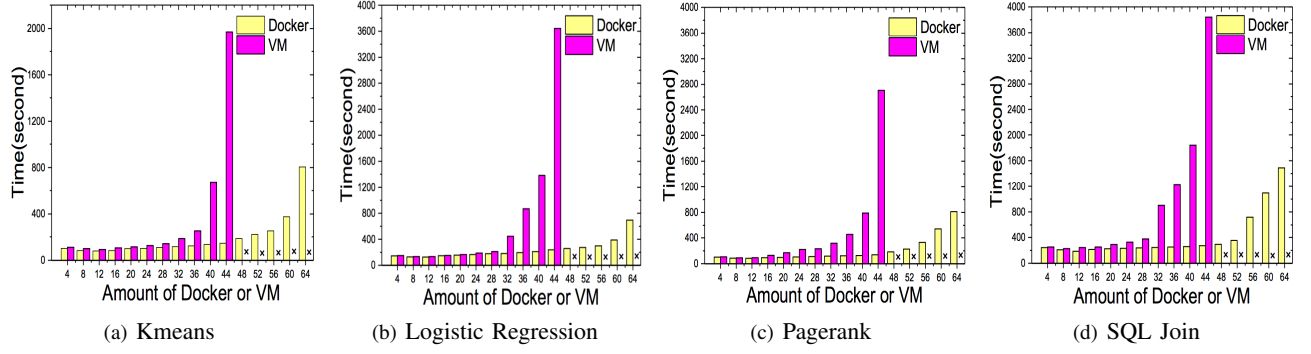 Docker
VM
Time(second)
2000
1600
1200
800
400
0
x x x x x
4 8 12 16 20 24 28 32 36 40 44 48 52 56 60 64
Amount of Docker or VM
(a) Kmeans
Docker
VM
Time(second)
4000
3600
3200
2800
2400
2000
1600
1200
800
400
0
x x x x x
4 8 12 16 20 24 28 32 36 40 44 48 52 56 60 64
Amount of Docker or VM
(b) Logistic Regression
Docker
VM
Time(second)
4000
3600
3200
2800
2400
2000
1600
1200
800
400
0
x x x x x
4 8 12 16 20 24 28 32 36 40 44 48 52 56 60 64
Amount of Docker or VM
(c) Pagerank
Docker
VM
Time(second)
4000
3600
3200
2800
2400
2000
1600
1200
800
400
0
x x x x x
4 8 12 16 20 24 28 32 36 40 44 48 52 56 60 64
Amount of Docker or VM
(d) SQL Join